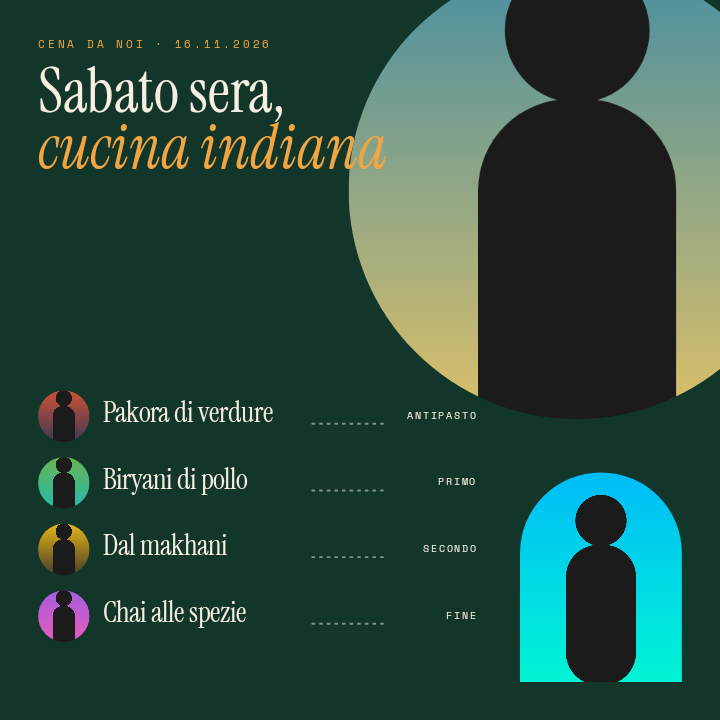 CENA DA NOI · 16.11.2026
Sabato sera,
cucina indiana
Pakora di verdure ANTIPASTO
Biryani di pollo PRIMO
Dal makhani SECONDO
Chai alle spezie FINE